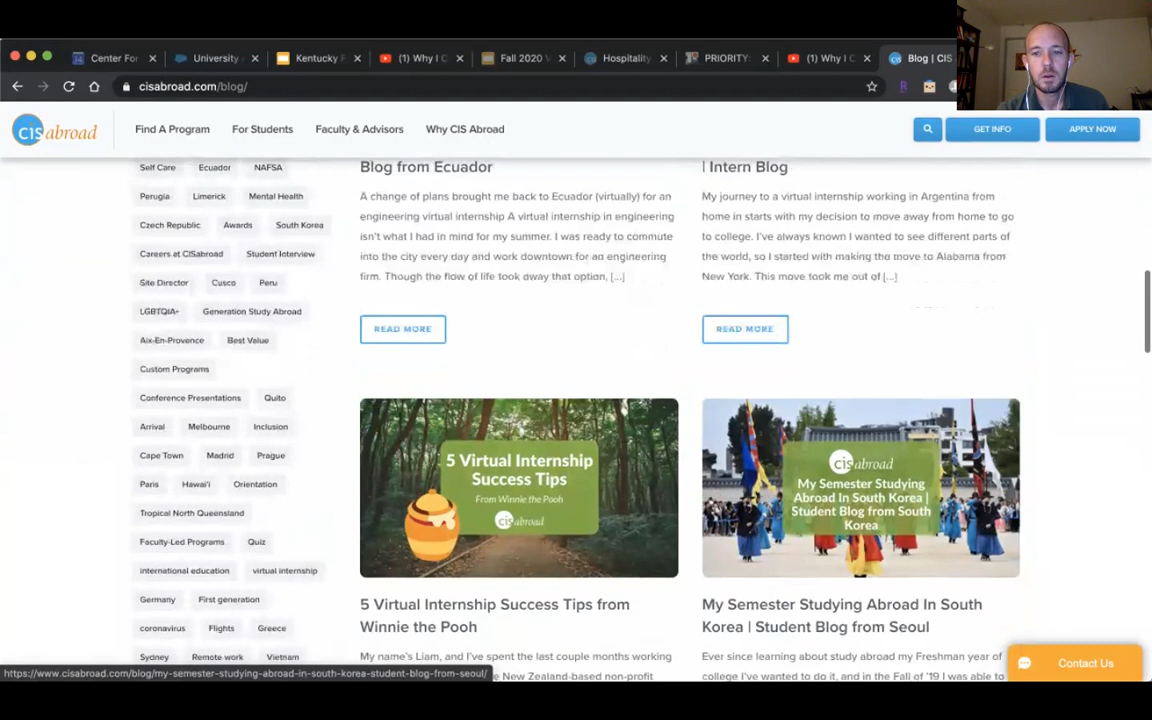 Center For
University
Kentucky
(1) Why I C
Fall 2020
Hospitality
PRIORITY:
(1) Why I C
Blog | CIS
cisabroad.com/blog/
CISabroad
Find A Program
For Students
Faculty & Advisors
Why CIS Abroad
GET INFO
APPLY NOW
Self Care
Ecuador
NAFSA
Perugia
Limerick
Mental Health
Czech Republic
Awards
South Korea
Careers at CISabroad
Student Interview
Site Director
Cusco
Peru
LGBTQIA+
Generation Study Abroad
Aix-En-Provence
Best Value
Custom Programs
Conference Presentations
Quito
Arrival
Melbourne
Inclusion
Cape Town
Madrid
Prague
Paris
Hawai'i
Orientation
Tropical North Queensland
Faculty-Led Programs
Quiz
international education
virtual internship
Germany
First generation
coronavirus
Flights
Greece
Sydney
Remote work
Vietnam
Blog from Ecuador
A change of plans brought me back to Ecuador (virtually) for an
engineering virtual internship A virtual internship in engineering
isn't what I had in mind for my summer. I was ready to commute
into the city every day and work downtown for an engineering
firm. Though the flow of life took away that option, [...]
READ MORE
| Intern Blog
My journey to a virtual internship working in Argentina from
home in starts with my decision to move away from home to go
to college. I've always known I wanted to see different parts of
the world, so I started with making the move to Alabama from
New York. This move took me out of [...]
READ MORE
5 Virtual Internship
Success Tips
From Winnie the Pooh
cisabroad
5 Virtual Internship Success Tips from
Winnie the Pooh
My name's Liam, and I've spent the last couple months working
New Zealand-based non-profit
cisabroad
My Semester Studying
Abroad In South Korea |
Student Blog from South
Korea
My Semester Studying Abroad In South
Korea | Student Blog from Seoul
Ever since learning about study abroad my Freshman year of
college I've wanted to do it, and in the Fall of '19 I was able to
Contact Us
https://www.cisabroad.com/blog/my-semester-studying-abroad-in-south-korea-student-blog-from-seoul/